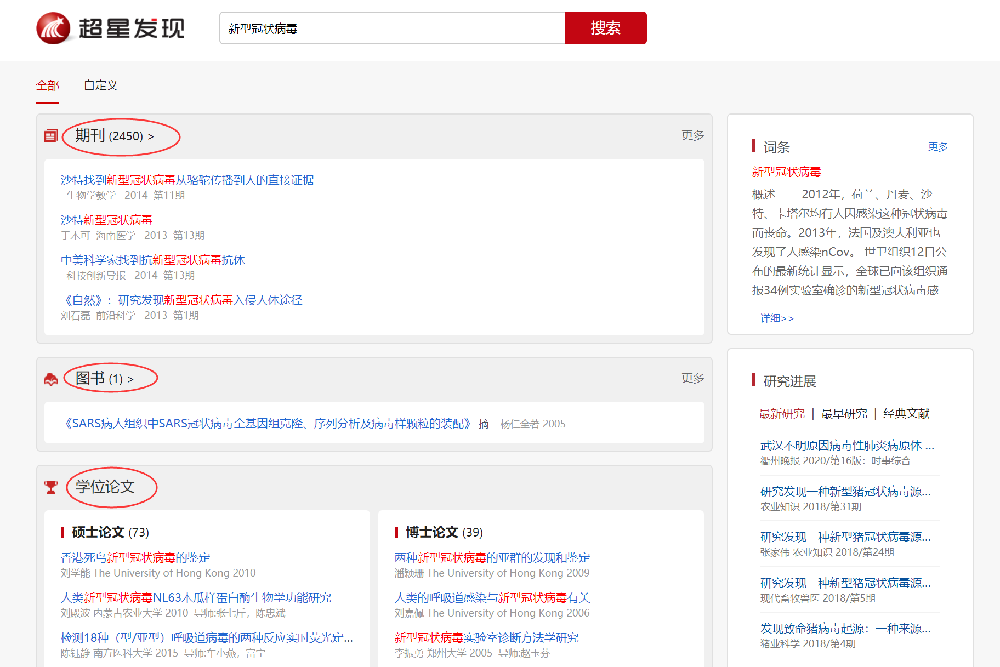 超星发现
新型冠状病毒
搜索
全部
自定义
期刊 (2450) >
更多
沙特找到新型冠状病毒从骆驼传播到人的直接证据
生物学教学 2014 第11期
沙特新型冠状病毒
于木可 海南医学 2013 第13期
中美科学家找到抗新型冠状病毒抗体
科技创新导报 2014 第13期
《自然》：研究发现新型冠状病毒入侵人体途径
刘石磊 前沿科学 2013 第1期
图书 (1) >
更多
《SARS病人组织中SARS冠状病毒全基因组克隆、序列分析及病毒样颗粒的装配》 摘 杨仁全著 2005
学位论文
硕士论文 (73)
香港死鸟新型冠状病毒的鉴定
刘学能 The University of Hong Kong 2010
人类新型冠状病毒NL63木瓜样蛋白酶生物学功能研究
刘殿波 内蒙古农业大学 2010 导师:张七斤，陈忠斌
检测18种（型/亚型）呼吸道病毒的两种反应实时荧光定...
陈钰静 南方医科大学 2015 导师:车小燕，富宁
博士论文 (39)
两种新型冠状病毒的亚群的发现和鉴定
潘颖珊 The University of Hong Kong 2009
人类的呼吸道感染与新型冠状病毒有关
刘嘉佩 The University of Hong Kong 2006
新型冠状病毒实验室诊断方法学研究
李振勇 郑州大学 2005 导师:赵玉芬
词条
更多
新型冠状病毒
概述 2012年，荷兰、丹麦、沙
特、卡塔尔均有人因感染这种冠状病毒
而丧命。2013年，法国及澳大利亚也
发现了人感染nCov。 世卫组织12日公
布的最新统计显示，全球已向该组织通
报34例实验室确诊的新型冠状病毒感
详细>>
研究进展
最新研究 | 最早研究 | 经典文献
武汉不明原因病毒性肺炎病原体 ...
衢州晚报 2020/第16版：时事综合
研究发现一种新型猪冠状病毒源...
农业知识 2018/第31期
研究发现一种新型猪冠状病毒源...
张家伟 农业知识 2018/第24期
研究发现一种新型猪冠状病毒源...
现代畜牧兽医 2018/第5期
发现致命猪病毒起源：一种来源...
猪业科学 2018/第4期